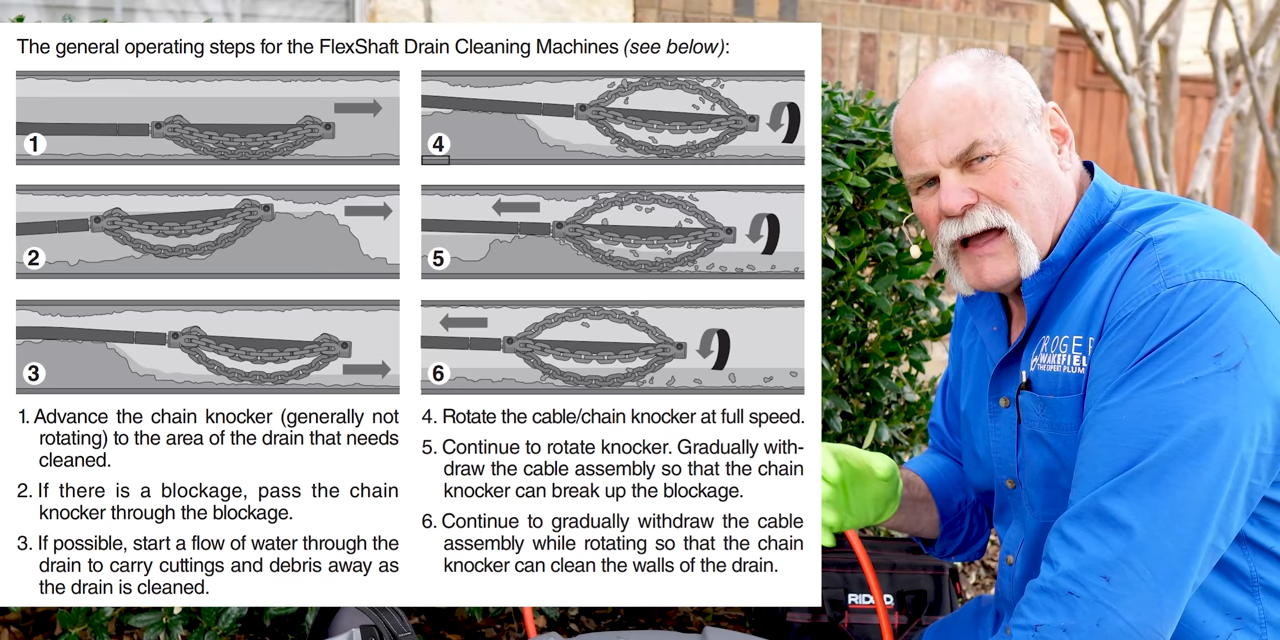 The general operating steps for the FlexShaft Drain Cleaning Machines (see below):
1
2
3
1. Advance the chain knocker (generally not
rotating) to the area of the drain that needs
cleaned.
2. If there is a blockage, pass the chain
knocker through the blockage.
3. If possible, start a flow of water through the
drain to carry cuttings and debris away as
the drain is cleaned.
4
5
6
4. Rotate the cable/chain knocker at full speed.
5. Continue to rotate knocker. Gradually with-
draw the cable assembly so that the chain
knocker can break up the blockage.
6. Continue to gradually withdraw the cable
assembly while rotating so that the chain
knocker can clean the walls of the drain.
ROGER
WAKEFIEL
THE EXPERT PLUM
RIDGID